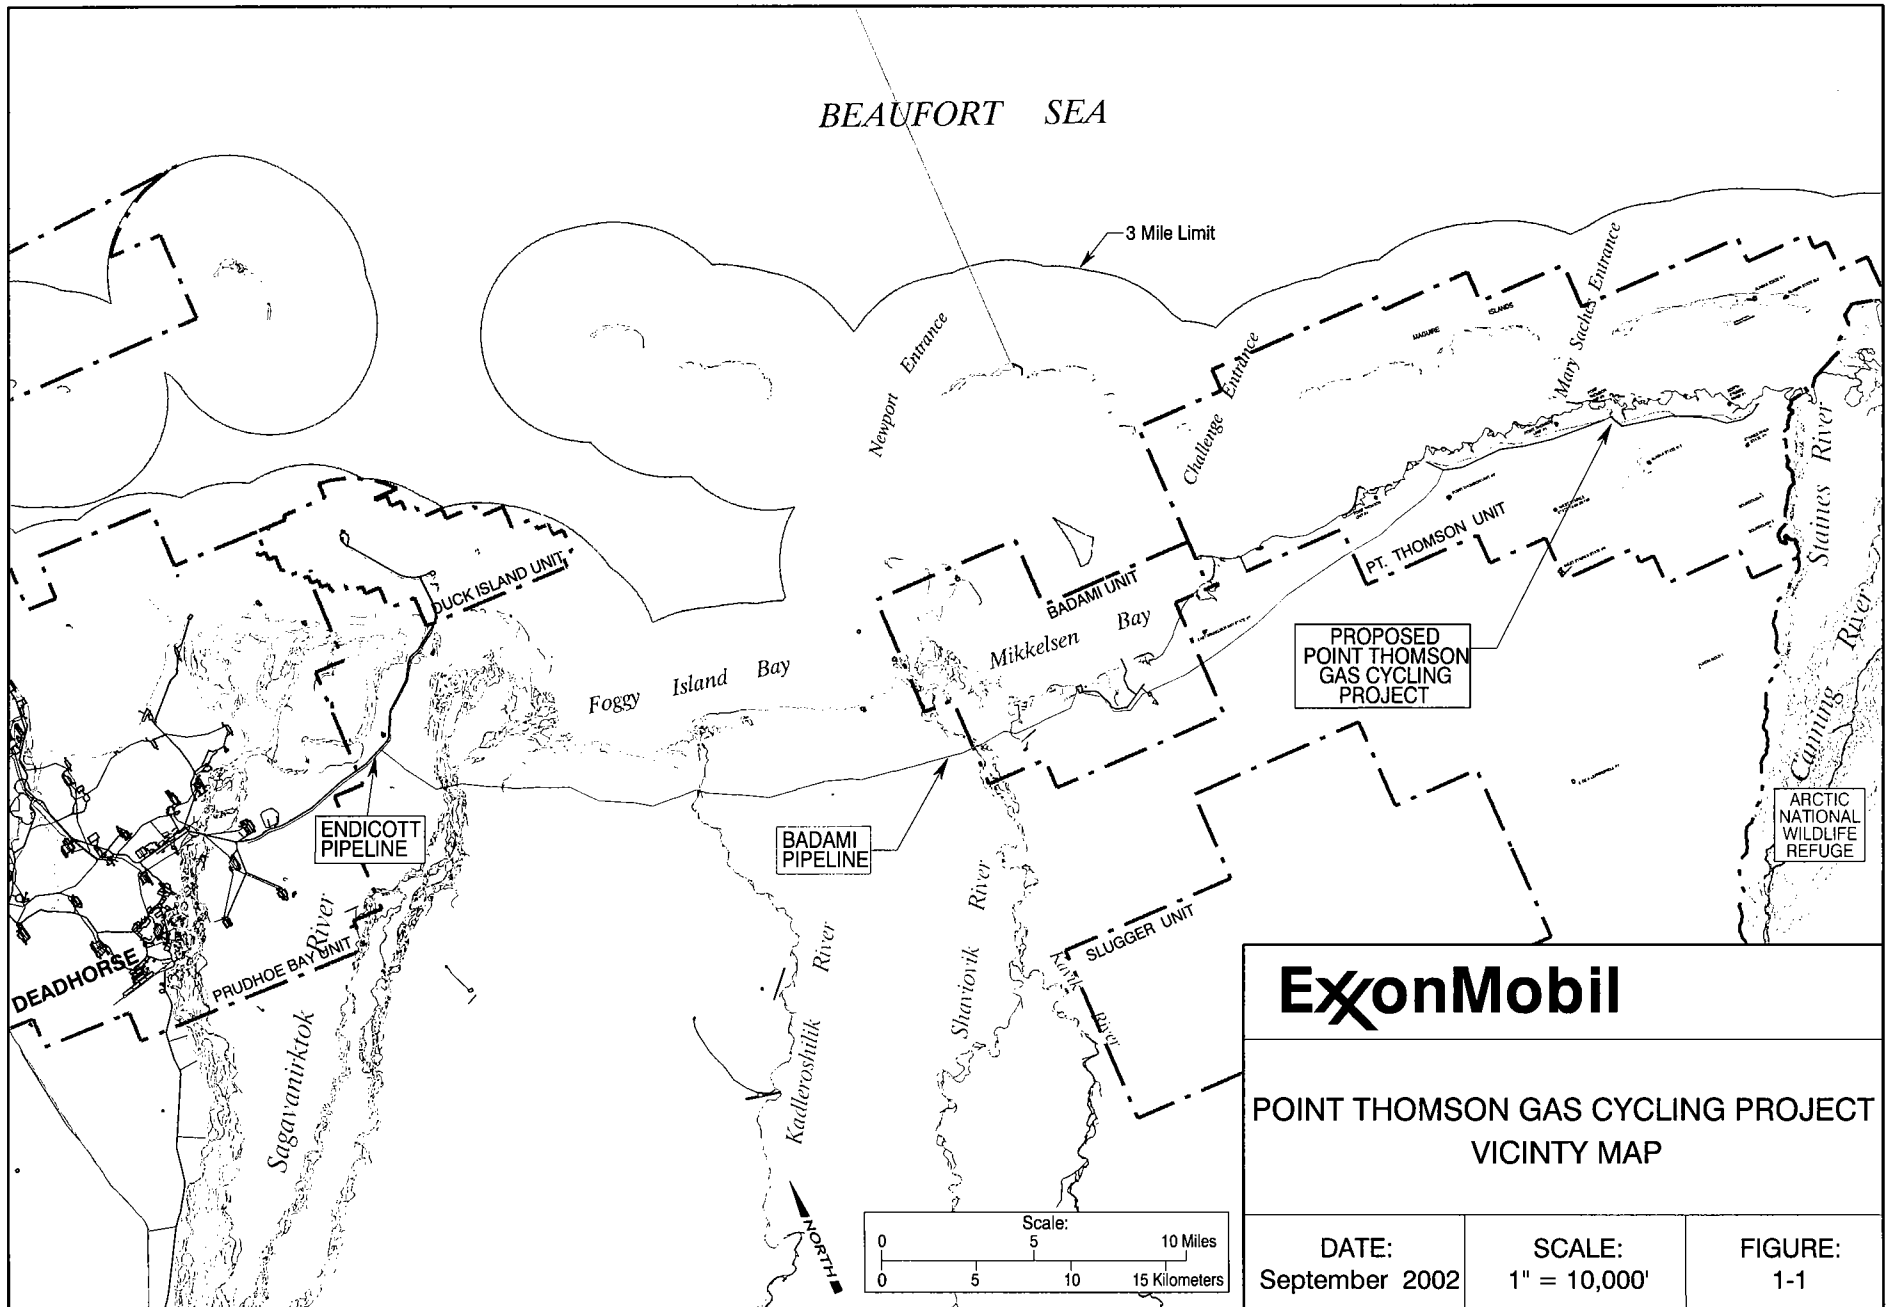 BEAUFORT SEA
3 Mile Limit
Newport Entrance
Challenge Entrance
Mary Saches Entrance
MAGUIRE ISLANDS
Staines River
Canning River
DUCK ISLAND UNIT
BADAMI UNIT
PT. THOMSON UNIT
Mikkelsen Bay
Foggy Island Bay
PROPOSED
POINT THOMSON
GAS CYCLING
PROJECT
ARCTIC
NATIONAL
WILDLIFE
REFUGE
ENDICOTT
PIPELINE
BADAMI
PIPELINE
SLUGGER UNIT
DEADHORSE
PRUDHOE BAY UNIT
Sagavanirktok River
Kadleroshilik River
Shaviovik River
Kavik River
NORTH
Scale:
0 5 10 Miles
0 5 10 15 Kilometers
ExxonMobil
POINT THOMSON GAS CYCLING PROJECT
VICINTY MAP
DATE:
September 2002
SCALE:
1" = 10,000'
FIGURE:
1-1